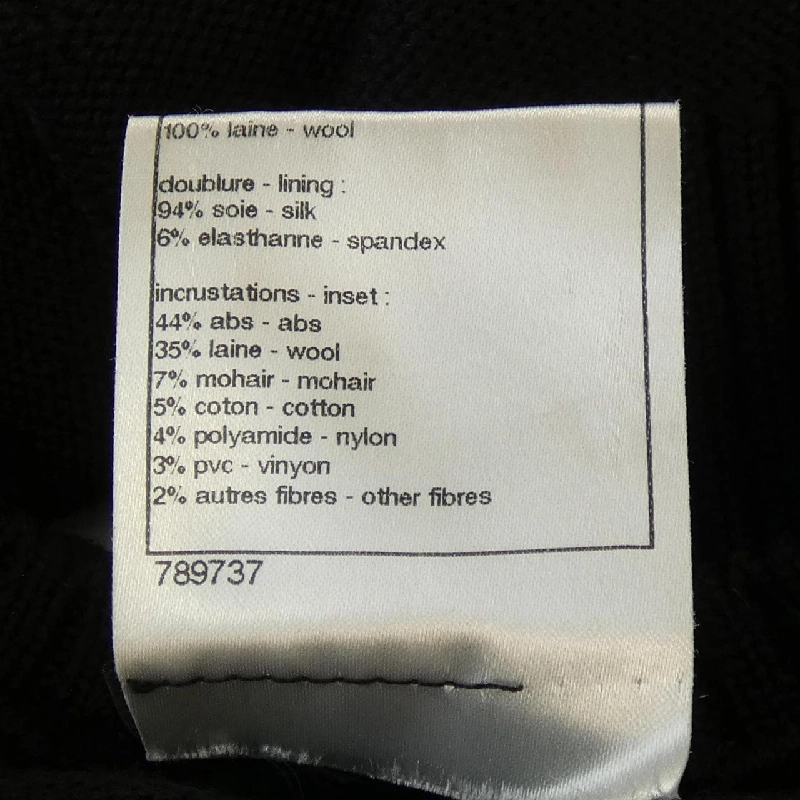 100% laine - wool
doublure - lining :
94% soie - silk
6% elasthanne - spandex
incrustations - inset :
44% abs - abs
35% laine - wool
7% mohair - mohair
5% coton - cotton
4% polyamide - nylon
3% pvc - vinyon
2% autres fibres - other fibres
789737